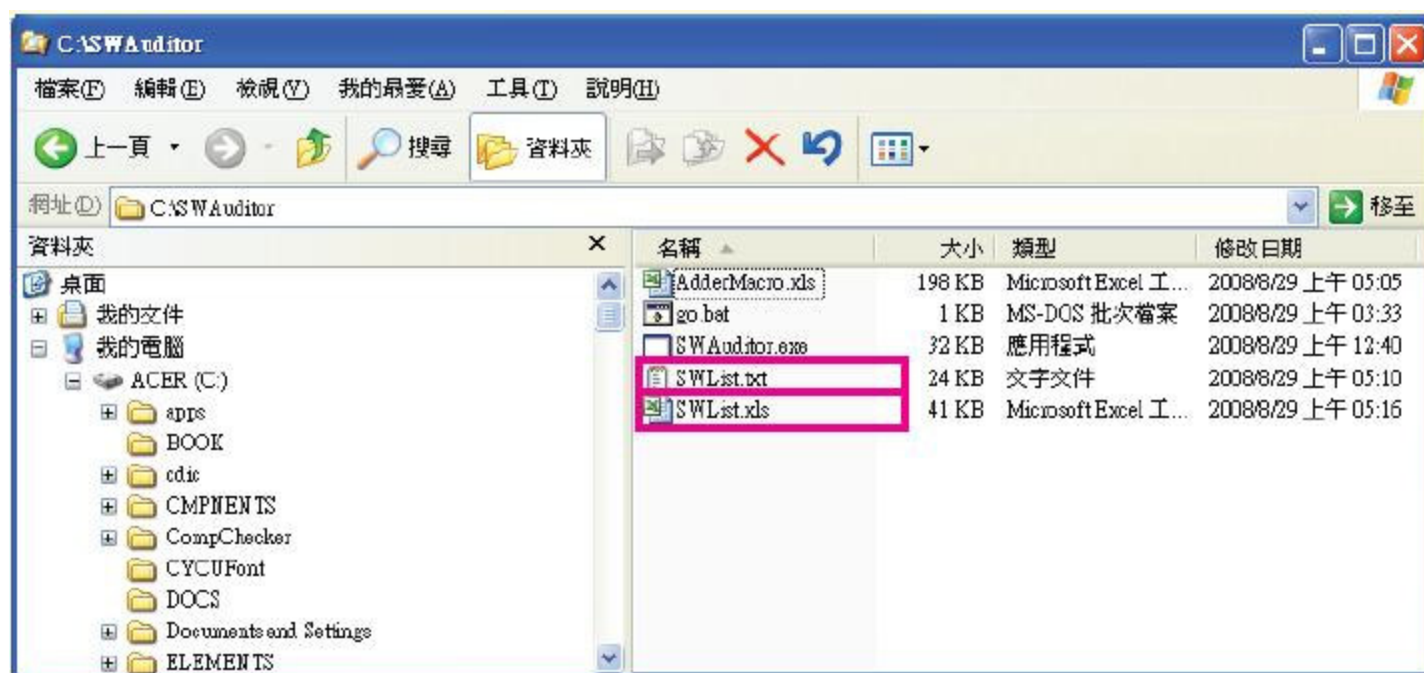 C:\SWAuditor
檔案(F) 編輯(E) 檢視(V) 我的最愛(A) 工具(T) 說明(H)
上一頁 搜尋 資料夾
網址(D) C:\SWAuditor 移至
資料夾
桌面
我的文件
我的電腦
ACER (C:)
apps
BOOK
cdic
CMPNENTS
CompChecker
CYCUFont
DOCS
Documents and Settings
ELEMENTS
名稱 大小 類型 修改日期
AdderMacro.xls 198 KB Microsoft Excel 工... 2008/8/29 上午 05:05
go.bat 1 KB MS-DOS 批次檔案 2008/8/29 上午 03:33
SWAuditor.exe 32 KB 應用程式 2008/8/29 上午 12:40
SWList.txt 24 KB 文字文件 2008/8/29 上午 05:10
SWList.xls 41 KB Microsoft Excel 工... 2008/8/29 上午 05:16